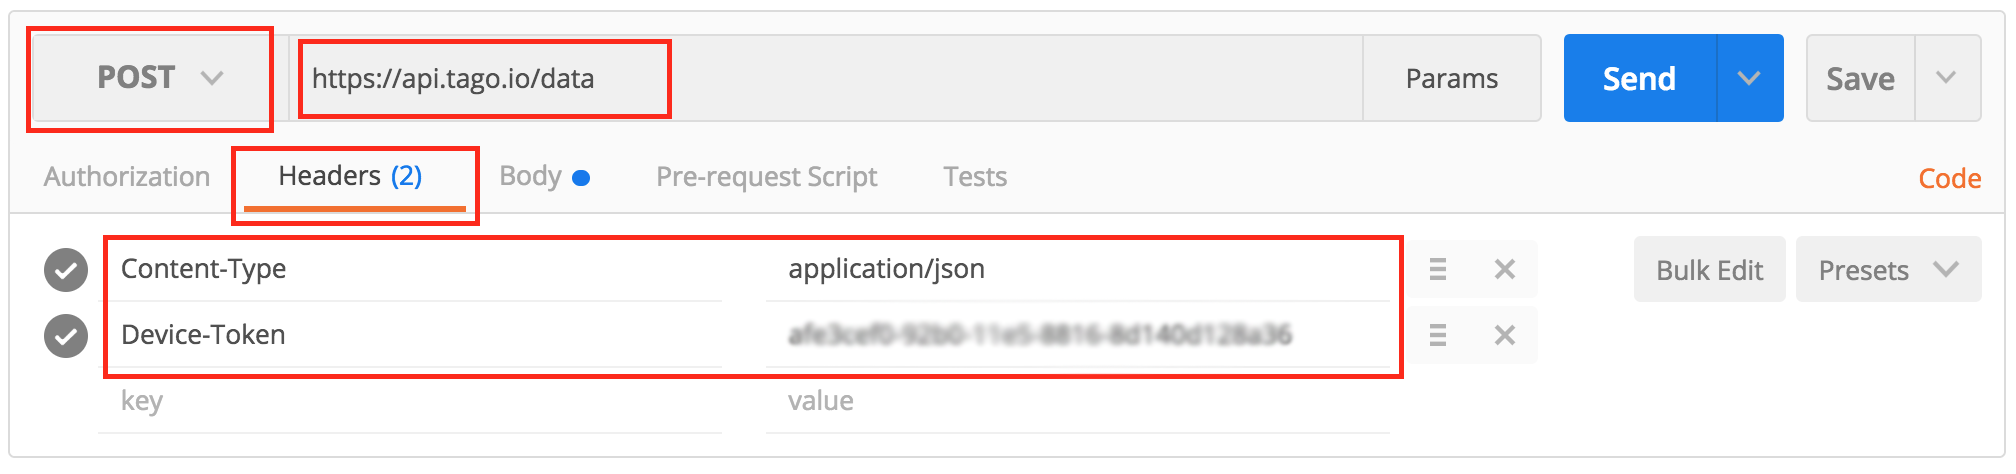 POST https://api.tago.io/data Params Send Save
Authorization Headers (2) Body Pre-request Script Tests Code
Content-Type application/json Bulk Edit Presets
Device-Token
key value